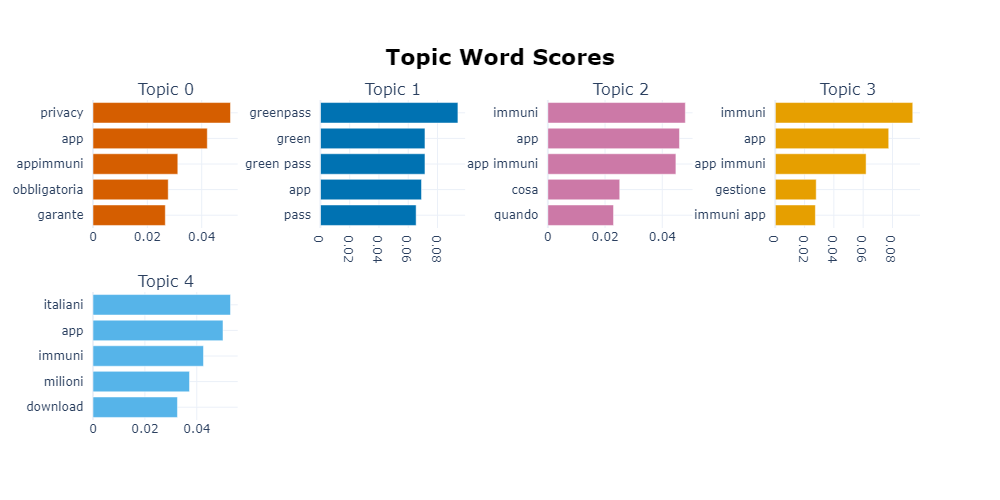 Topic Word Scores
Topic 0
privacy
app
appimmuni
obbligatoria
garante
0 0.02 0.04
Topic 1
greenpass
green
green pass
app
pass
0 0.02 0.04 0.06 0.08
Topic 2
immuni
app
app immuni
cosa
quando
0 0.02 0.04
Topic 3
immuni
app
app immuni
gestione
immuni app
0 0.02 0.04 0.06 0.08
Topic 4
italiani
app
immuni
milioni
download
0 0.02 0.04